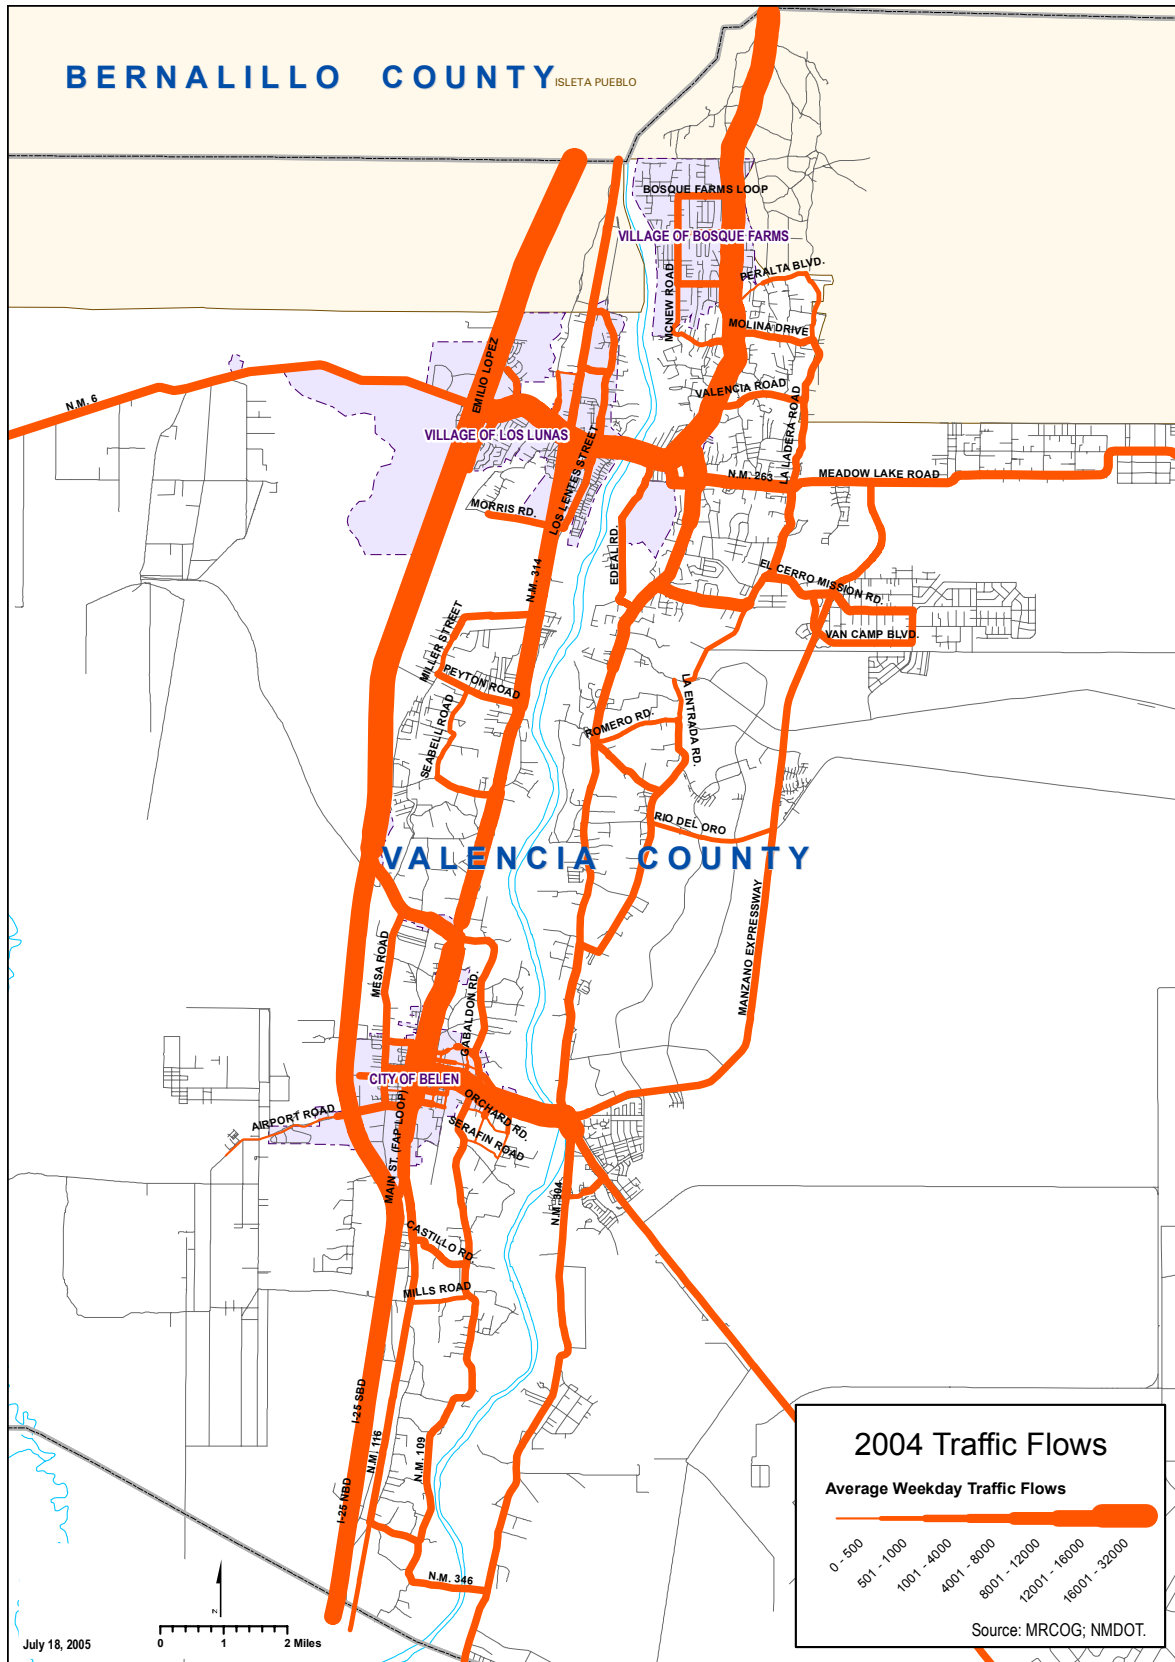 BERNALILLO COUNTY
ISLETA PUEBLO
BOSQUE FARMS LOOP
VILLAGE OF BOSQUE FARMS
MCNEW ROAD
PERALTA BLVD.
MOLINA DRIVE
EMILIO LOPEZ
VALENCIA ROAD
N.M. 6
LA LADERA ROAD
VILLAGE OF LOS LUNAS
LOS LENTES STREET
N.M. 263
MEADOW LAKE ROAD
MORRIS RD.
EDEAL RD.
N.M. 314
EL CERRO MISSION RD.
MILLER STREET
VAN CAMP BLVD.
PEYTON ROAD
LA ENTRADA RD.
SEABELL ROAD
ROMERO RD.
RIO DEL ORO
VALENCIA COUNTY
MESA ROAD
MANZANO EXPRESSWAY
GABALDON RD.
CITY OF BELEN
AIRPORT ROAD
ORCHARD RD.
SERAFIN ROAD
MAIN ST. (FAP LOOP)
N.M. 304
CASTILLO RD.
MILLS ROAD
I-25 SBD
N.M. 116
N.M. 109
I-25 NBD
N.M. 346
2004 Traffic Flows
Average Weekday Traffic Flows
0 - 500
501 - 1000
1001 - 4000
4001 - 8000
8001 - 12000
12001 - 16000
16001 - 32000
Source: MRCOG; NMDOT.
N
July 18, 2005
0 1 2 Miles